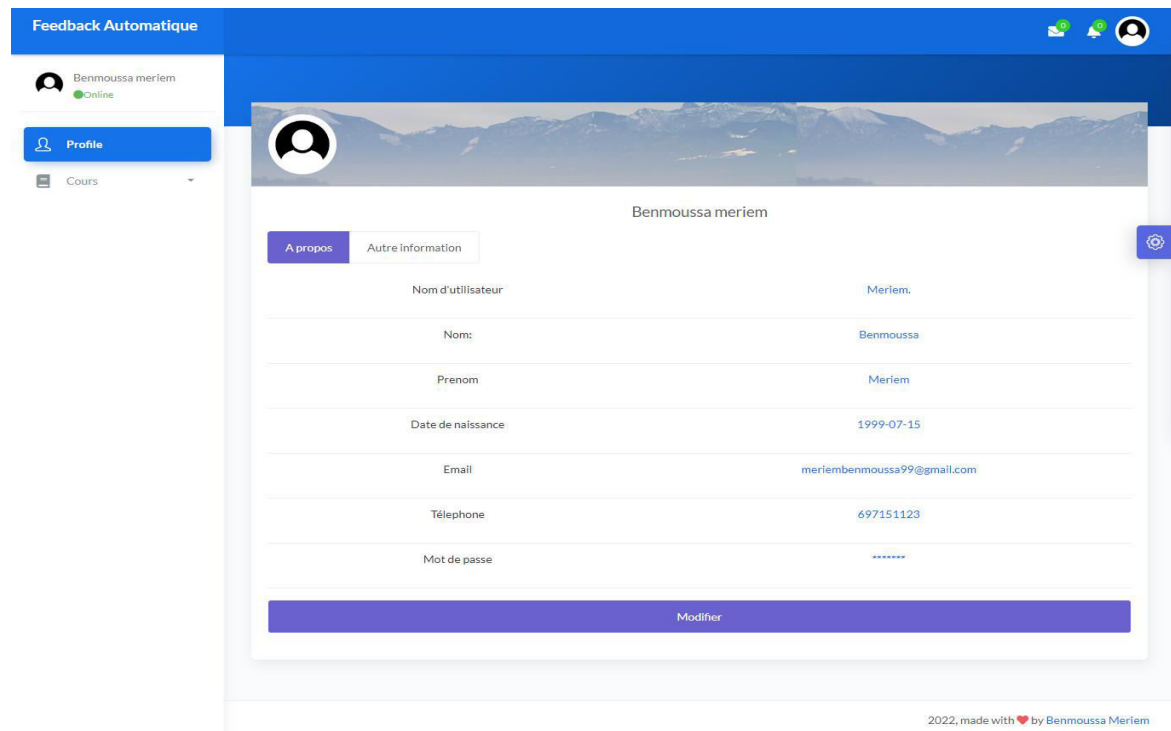 Feedback Automatique
0 0
Benmoussa meriem
Online
Profile
Cours
Benmoussa meriem
A propos Autre information
Nom d'utilisateur Meriem.
Nom: Benmoussa
Prenom Meriem
Date de naissance 1999-07-15
Email meriembenmoussa99@gmail.com
Télephone 697151123
Mot de passe *******
Modifier
2022, made with ❤ by Benmoussa Meriem